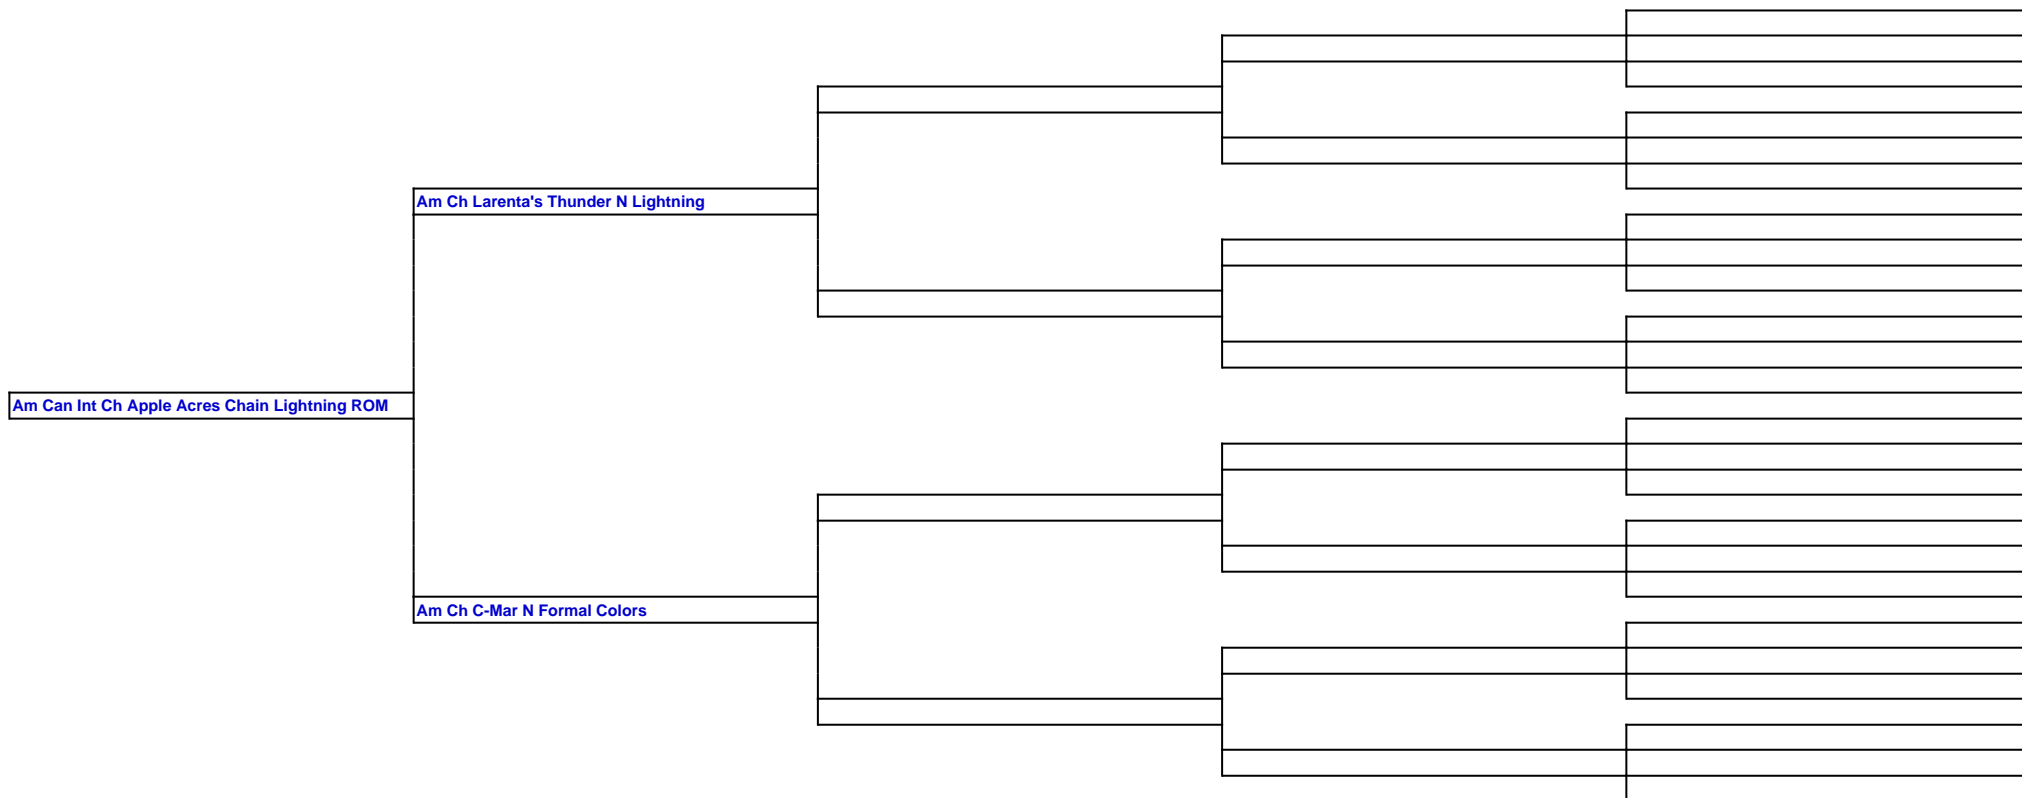 Am Ch Larenta's Thunder N Lightning
Am Can Int Ch Apple Acres Chain Lightning ROM
Am Ch C-Mar N Formal Colors